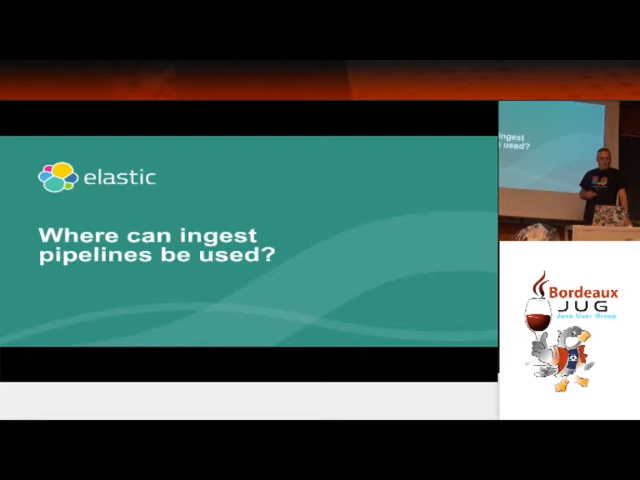 elastic
Where can ingest
pipelines be used?
ingest
used?
Bordeaux
JUG
Java User Group